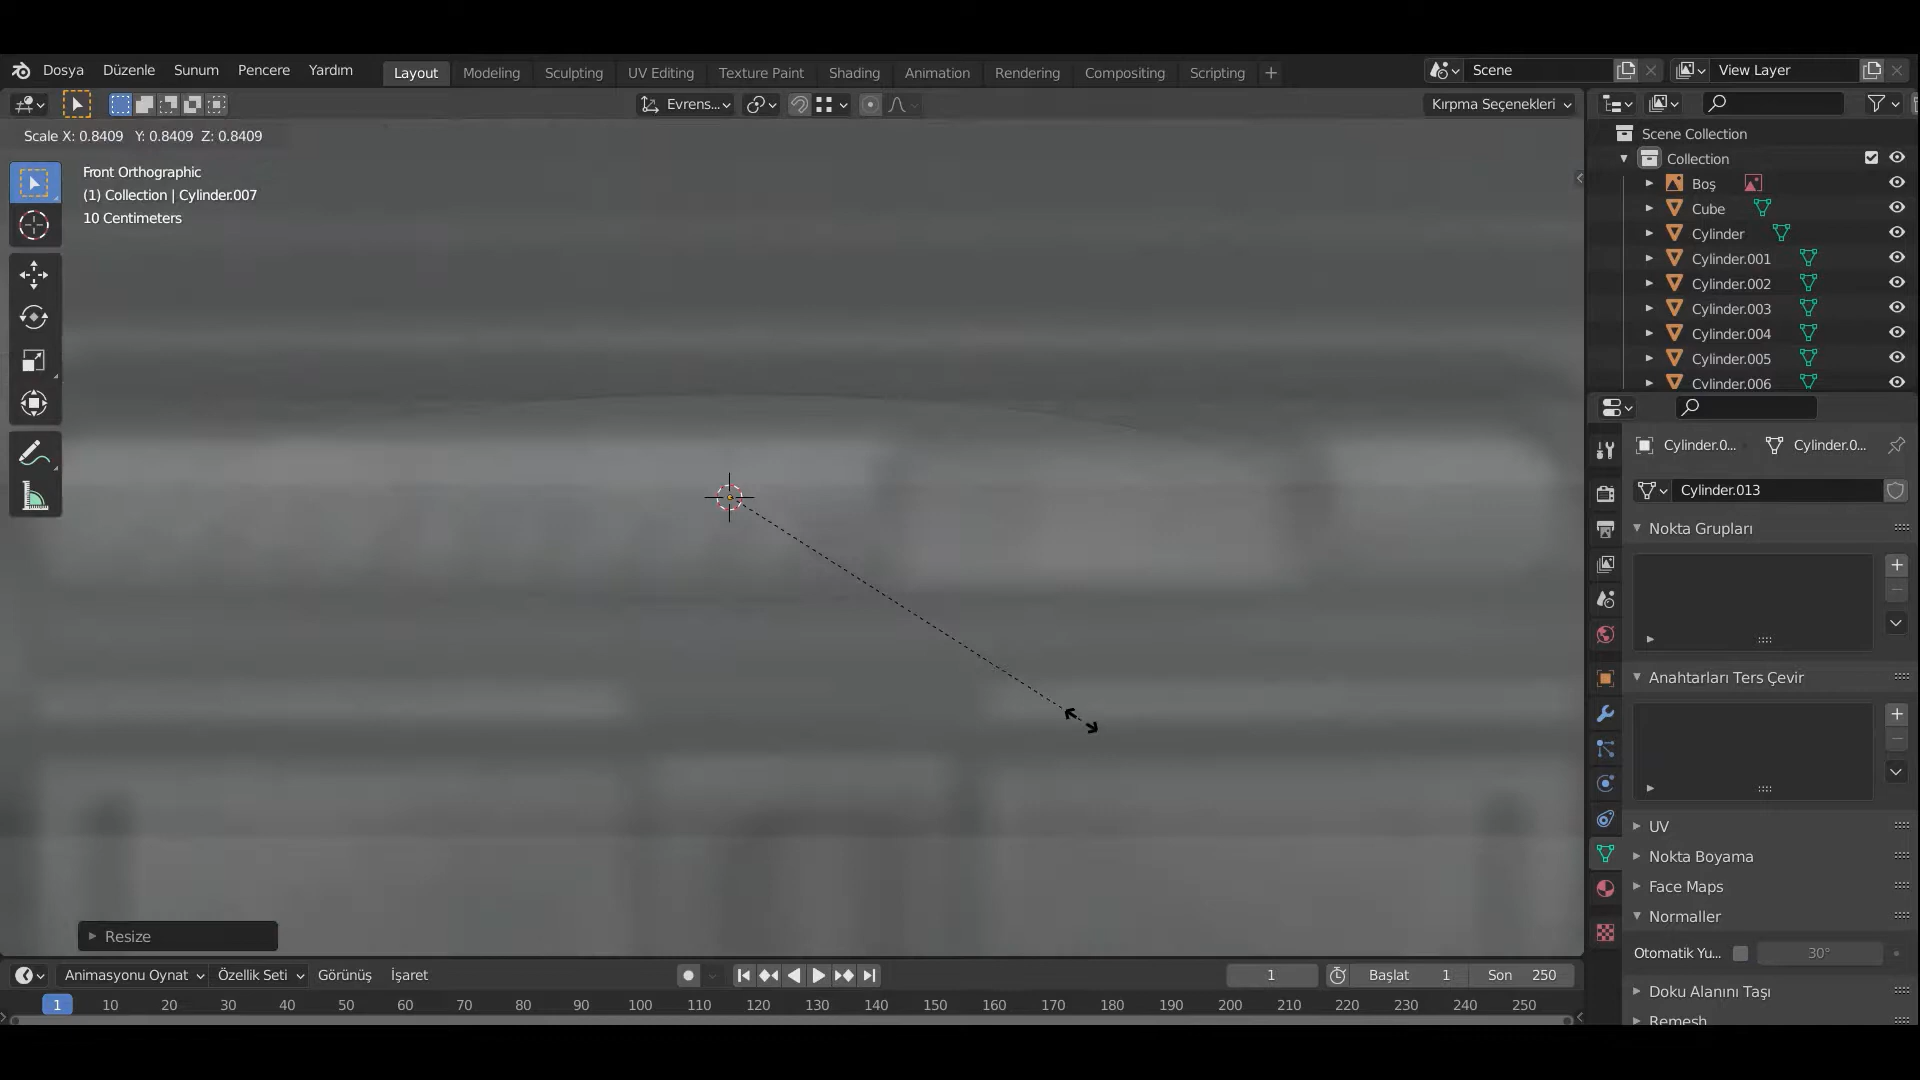 Dosya Düzenle Sunum Pencere Yardım Layout Modeling Sculpting UV Editing Texture Paint Shading Animation Rendering Compositing Scripting + Scene View Layer
Evrens... Kırpma Seçenekleri
Scale X: 0.8409 Y: 0.8409 Z: 0.8409
Front Orthographic
(1) Collection | Cylinder.007
10 Centimeters
Scene Collection
Collection
Boş
Cube
Cylinder
Cylinder.001
Cylinder.002
Cylinder.003
Cylinder.004
Cylinder.005
Cylinder.006
Cylinder.0... Cylinder.0...
Cylinder.013
Nokta Grupları
Anahtarları Ters Çevir
UV
Nokta Boyama
Face Maps
Normaller
Otomatik Yu... 30°
Doku Alanını Taşı
Remesh
Resize
Animasyonu Oynat Özellik Seti Görünüş İşaret 1 Başlat 1 Son 250
1 10 20 30 40 50 60 70 80 90 100 110 120 130 140 150 160 170 180 190 200 210 220 230 240 250